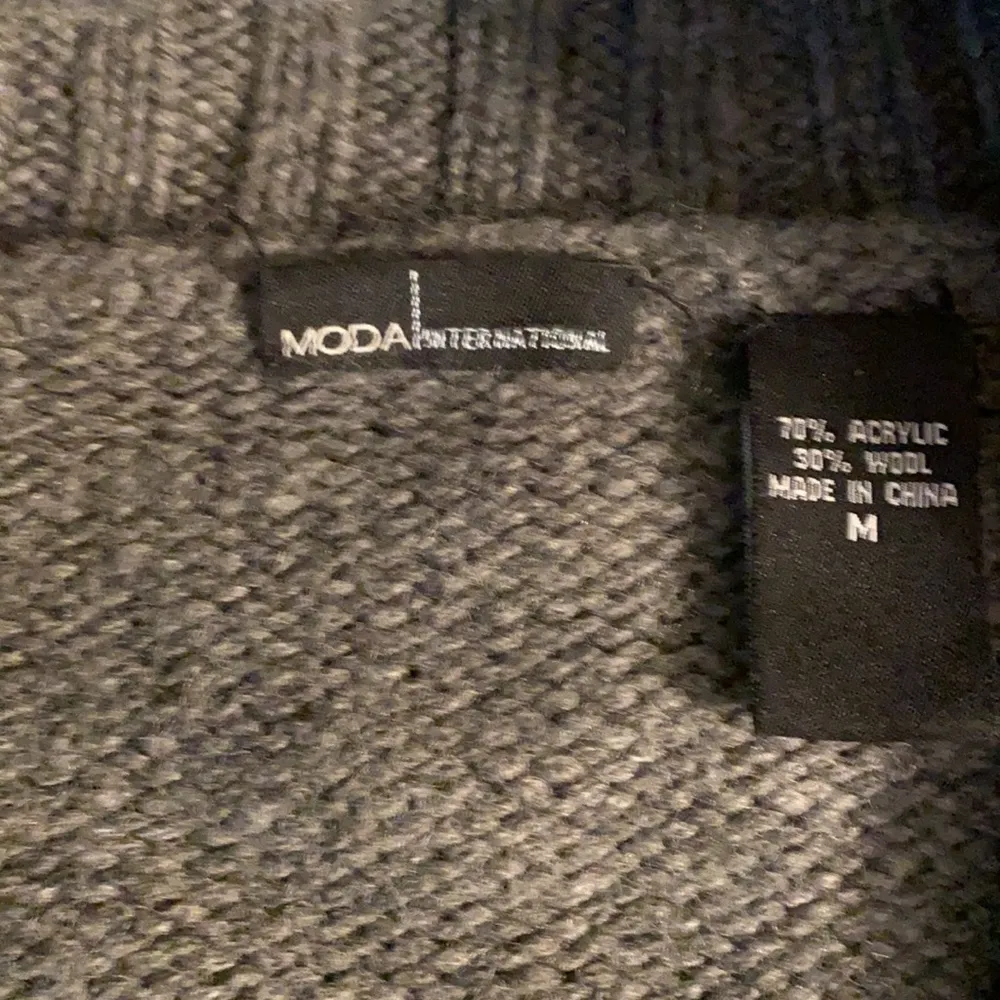 MODA INTERNATIONAL
70% ACRYLIC
30% WOOL
MADE IN CHINA
M